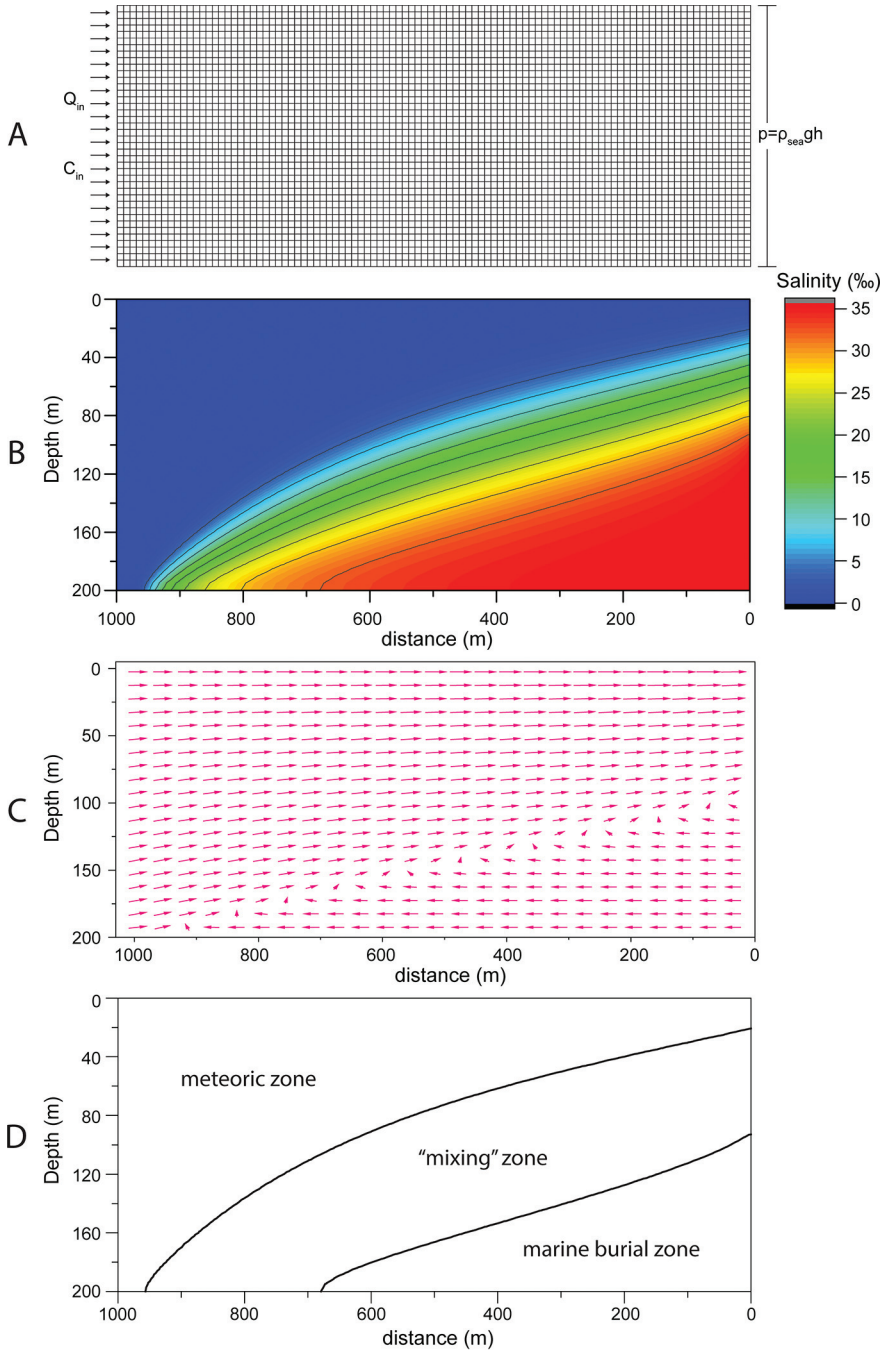 A
Q_in
C_in
p=ρ_sea gh
Salinity (‰)
35
30
25
20
15
10
5
0
B
Depth (m)
0
40
80
120
160
200
1000
800
600
400
200
0
distance (m)
C
Depth (m)
0
50
100
150
200
1000
800
600
400
200
0
distance (m)
D
Depth (m)
0
40
80
120
160
200
meteoric zone
“mixing” zone
marine burial zone
1000
800
600
400
200
0
distance (m)